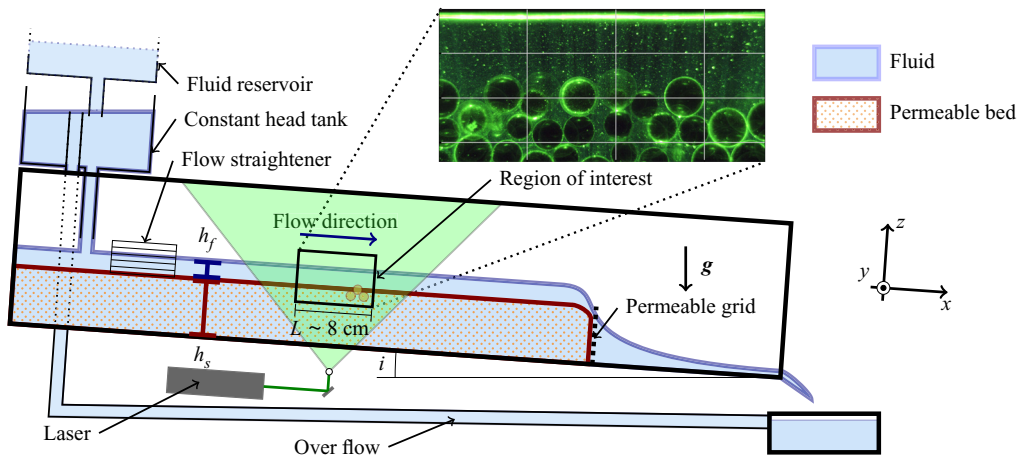 Fluid reservoir
Constant head tank
Flow straightener
Fluid
Permeable bed
Region of interest
Flow direction
h_f
g
z
y
x
Permeable grid
L ~ 8 cm
h_s
i
Laser
Over flow